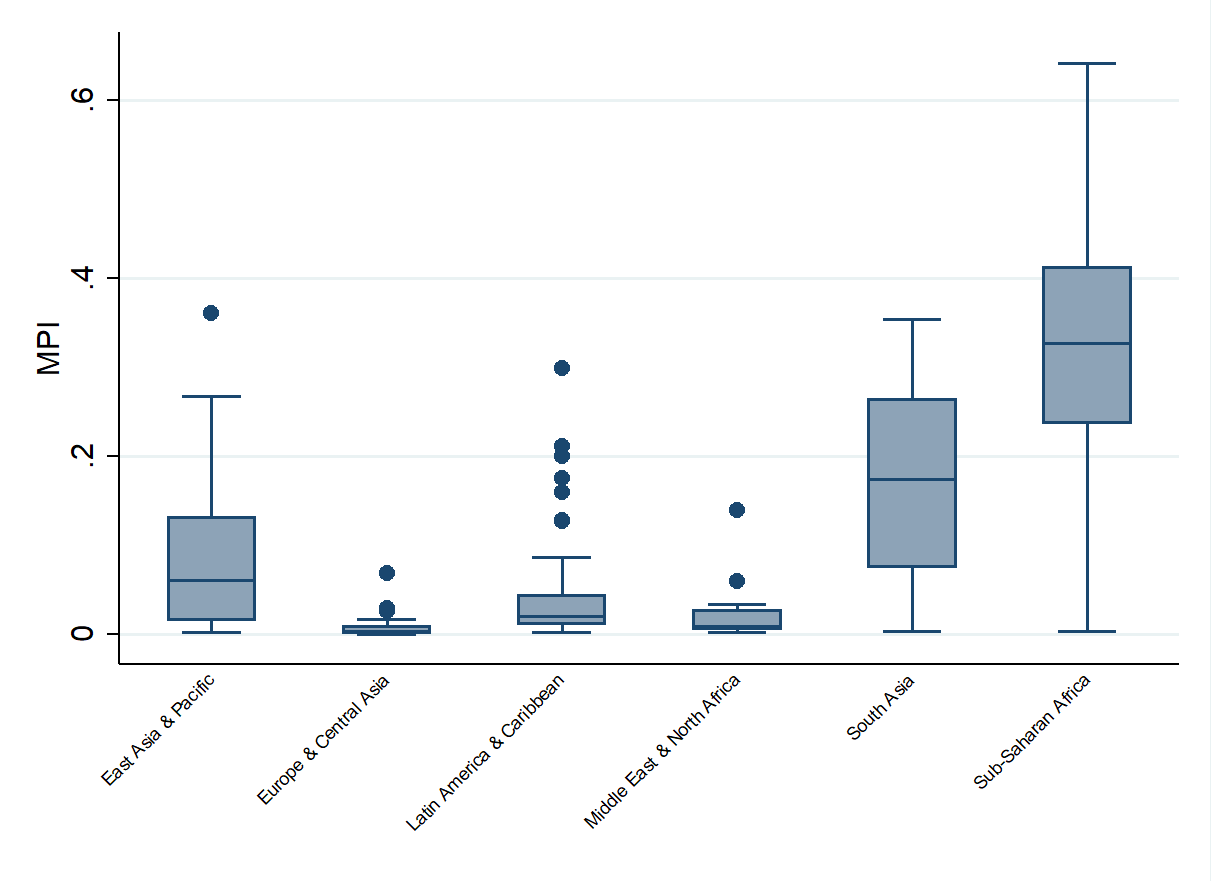 MPI
.6
.4
.2
0
East Asia & Pacific
Europe & Central Asia
Latin America & Caribbean
Middle East & North Africa
South Asia
Sub-Saharan Africa